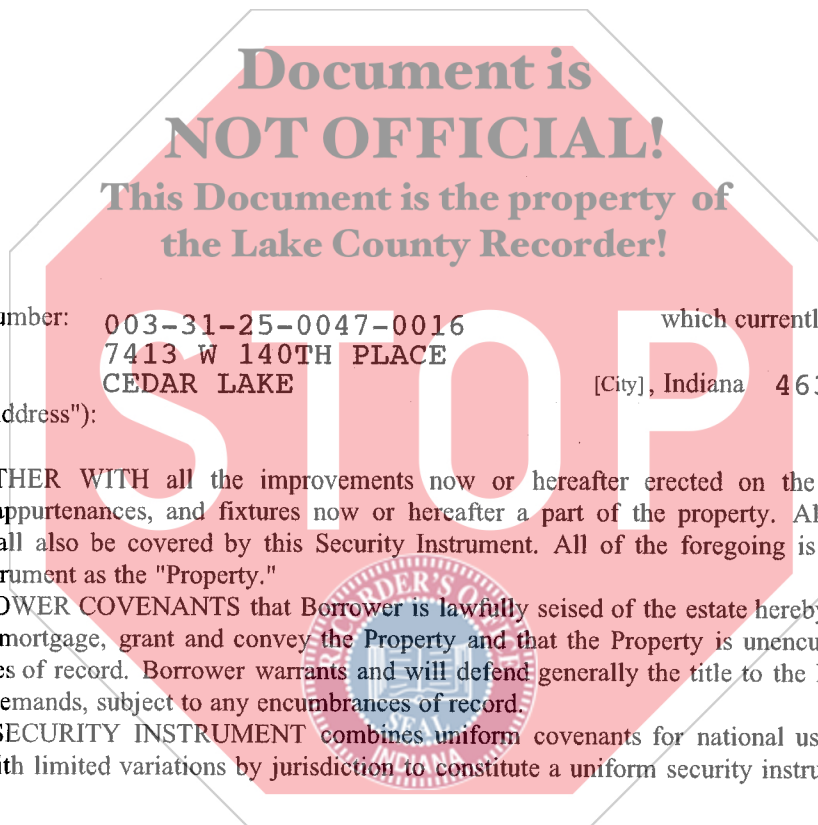 Document is
NOT OFFICIAL!
This Document is the property of
the Lake County Recorder!
umber: 003-31-25-0047-0016 which currentl
7413 W 140TH PLACE
CEDAR LAKE [City], Indiana 463
ddress"):
THER WITH all the improvements now or hereafter erected on the
appurtenances, and fixtures now or hereafter a part of the property. Al
all also be covered by this Security Instrument. All of the foregoing is
rument as the "Property."
OWER COVENANTS that Borrower is lawfully seised of the estate hereby
mortgage, grant and convey the Property and that the Property is unencu
es of record. Borrower warrants and will defend generally the title to the
emands, subject to any encumbrances of record.
SECURITY INSTRUMENT combines uniform covenants for national us
ith limited variations by jurisdiction to constitute a uniform security instru
STOP
RECORDER'S OFFICE
SEAL
INDIANA